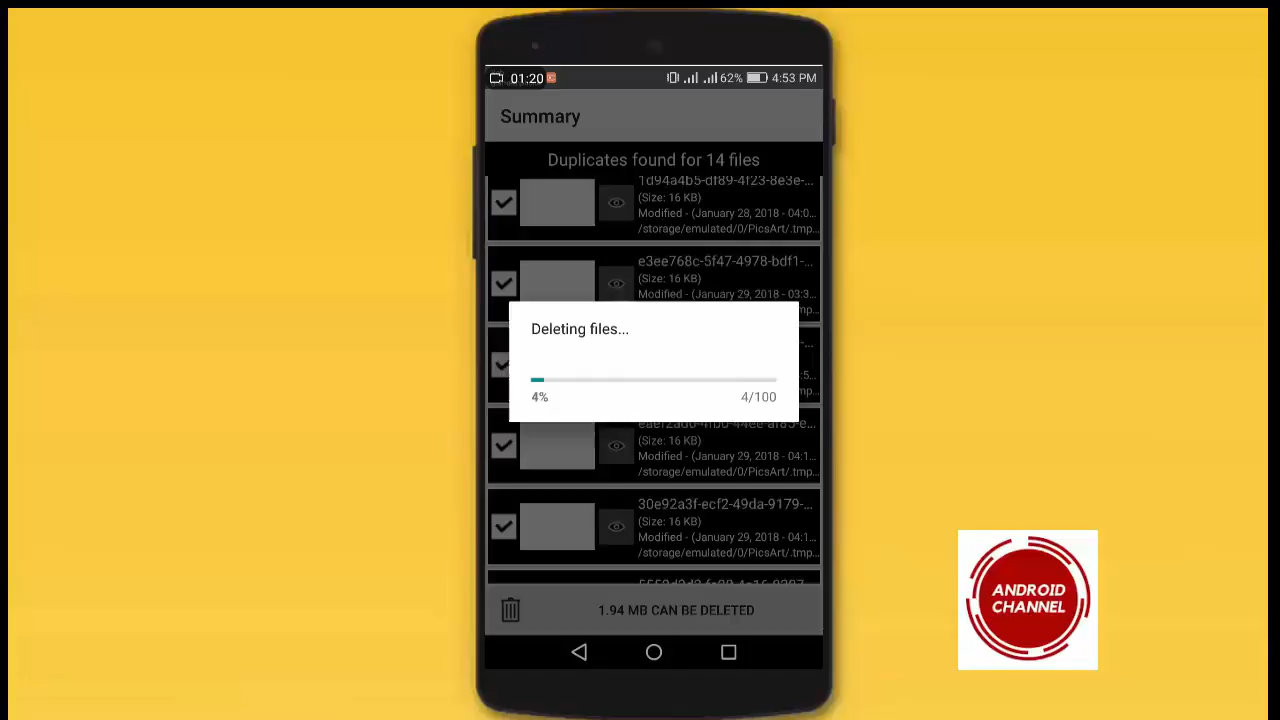 01:20
62% 4:53 PM
Summary
Duplicates found for 14 files
1d94a4b5-df89-4f23-8e3e-...
(Size: 16 KB)
Modified - (January 28, 2018 - 04:0...
/storage/emulated/0/PicsArt/.tmp...
e3ee768c-5f47-4978-bdf1-...
(Size: 16 KB)
Modified - (January 29, 2018 - 03:3...
Deleting files...
4% 4/100
(Size: 16 KB)
Modified - (January 29, 2018 - 04:1...
/storage/emulated/0/PicsArt/.tmp...
30e92a3f-ecf2-49da-9179-...
(Size: 16 KB)
Modified - (January 29, 2018 - 04:1...
/storage/emulated/0/PicsArt/.tmp...
1.94 MB CAN BE DELETED
ANDROID
CHANNEL